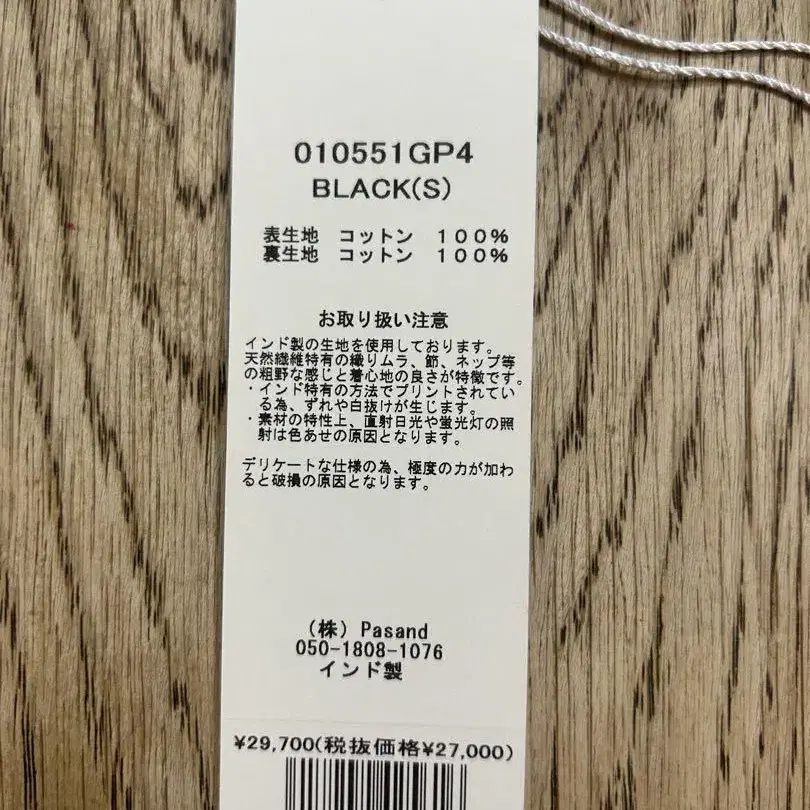 010551GP4
BLACK(S)
表生地　コットン　１００％
裏生地　コットン　１００％
お取り扱い注意
インド製の生地を使用しております。
天然繊維特有の織りムラ、節、ネップ等
の粗野な感じと着心地の良さが特徴です。
・インド特有の方法でプリントされてい
る為、ずれや白抜けが生じます。
・素材の特性上、直射日光や蛍光灯の照
射は色あせの原因となります。
デリケートな仕様の為、極度の力が加わ
ると破損の原因となります。
（株）Pasand
050-1808-1076
インド製
¥29,700(税抜価格¥27,000)